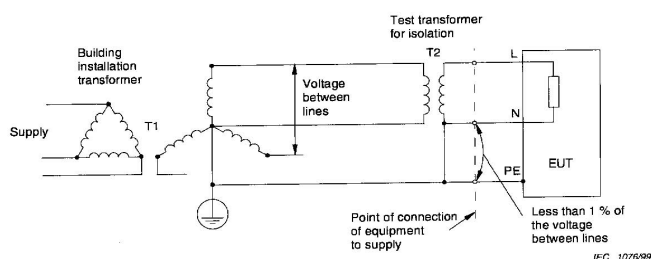 Test transformer
for isolation
Building
installation
transformer
T2
L
Voltage
between
lines
Supply
T1
N
PE
EUT
Point of connection
of equipment
to supply
Less than 1 % of
the voltage
between lines
IEC 1076/99